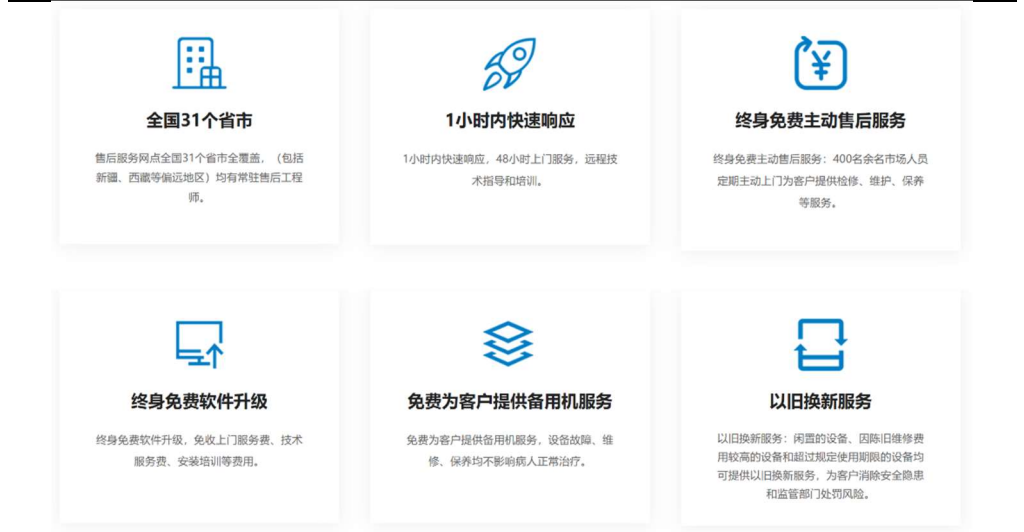 全国31个省市
售后服务网点全国31个省市全覆盖，（包括
新疆、西藏等偏远地区）均有常驻售后工程
师。
1小时内快速响应
1小时内快速响应，48小时上门服务，远程技
术指导和培训。
终身免费主动售后服务
终身免费主动售后服务：400名余名市场人员
定期主动上门为客户提供检修、维护、保养
等服务。
终身免费软件升级
终身免费软件升级，免收上门服务费、技术
服务费、安装培训等费用。
免费为客户提供备用机服务
免费为客户提供备用机服务，设备故障、维
修、保养均不影响病人正常治疗。
以旧换新服务
以旧换新服务：闲置的设备、因陈旧维修费
用较高的设备和超过规定使用期限的设备均
可提供以旧换新服务，为客户消除安全隐患
和监管部门处罚风险。